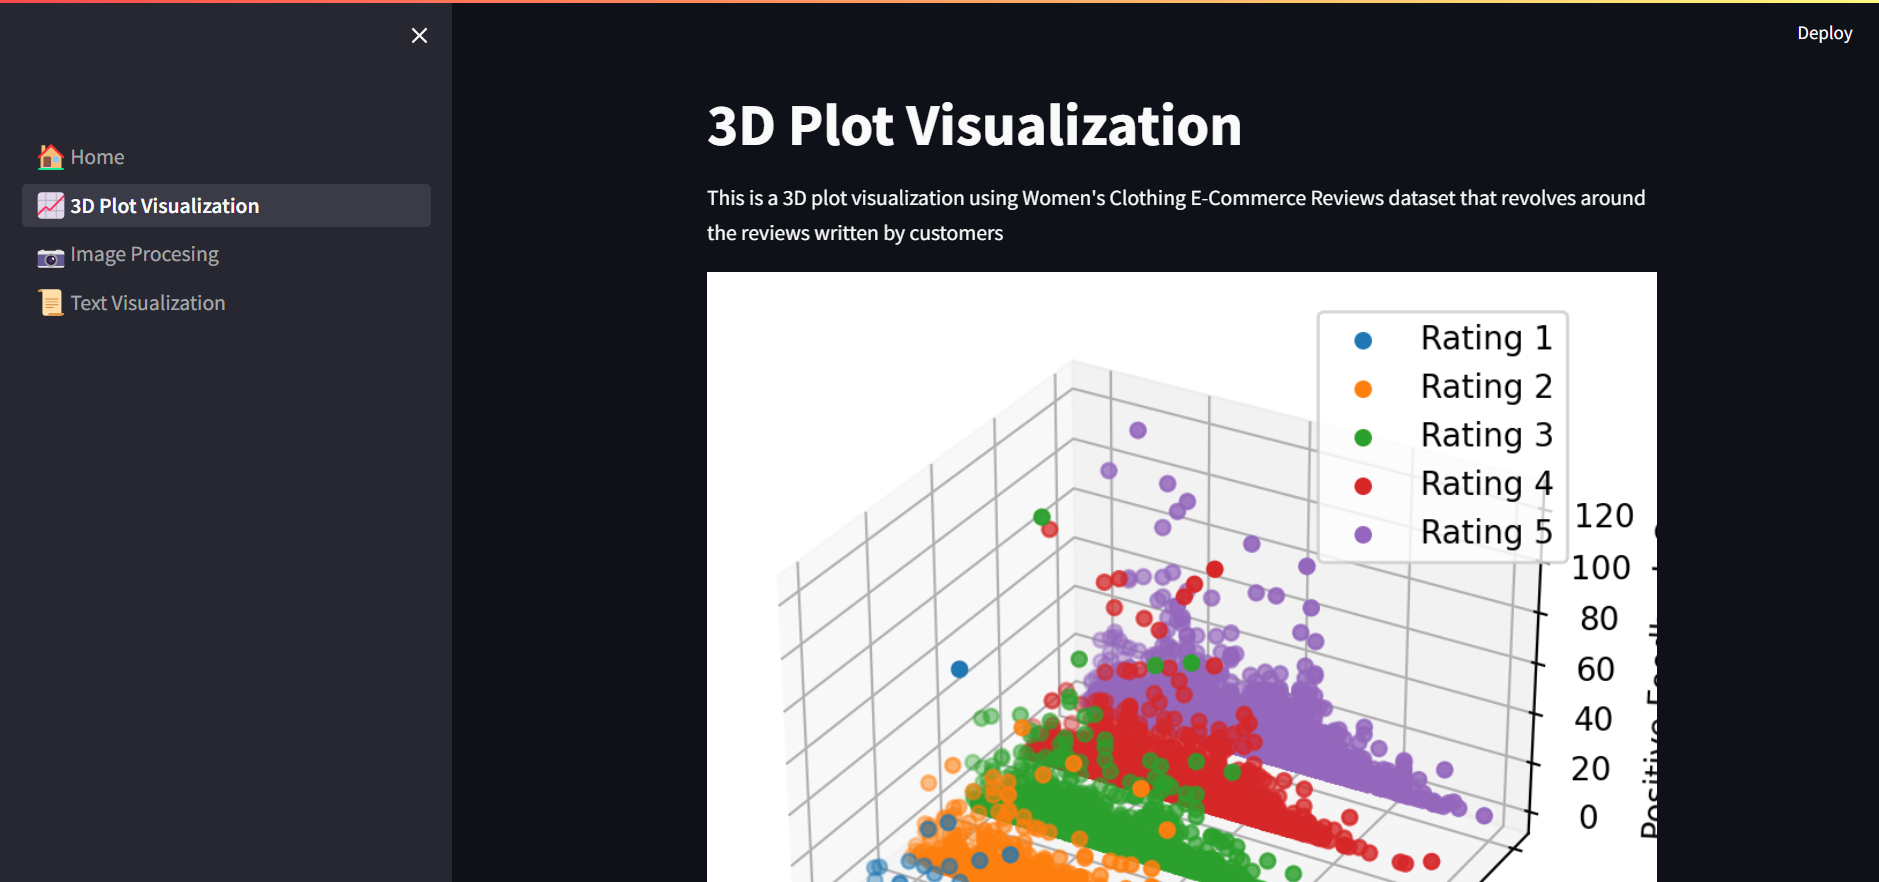 Deploy
Home
3D Plot Visualization
Image Procesing
Text Visualization
3D Plot Visualization
This is a 3D plot visualization using Women's Clothing E-Commerce Reviews dataset that revolves around
the reviews written by customers
Rating 1
Rating 2
Rating 3
Rating 4
Rating 5
120
100
80
60
40
20
0
Positive